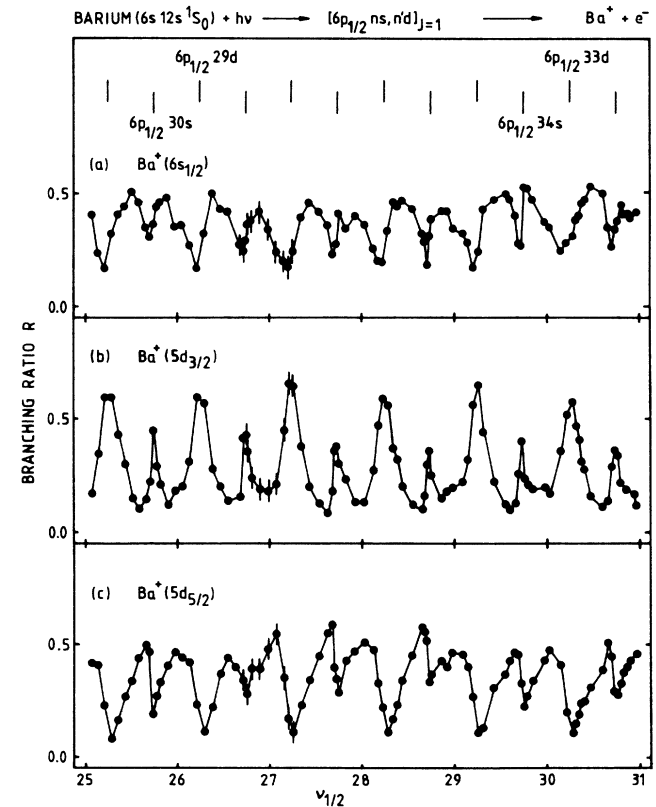 BARIUM (6s 12s ¹S₀) + hν ⟶ [6p₁/₂ ns, n'd]J=1 ⟶ Ba⁺ + e⁻
6p₁/₂ 29d 6p₁/₂ 33d
6p₁/₂ 30s 6p₁/₂ 34s
(a) Ba⁺(6s₁/₂)
0.5
0.0
(b) Ba⁺(5d₃/₂)
0.5
0.0
(c) Ba⁺(5d₅/₂)
0.5
0.0
BRANCHING RATIO R
25 26 27 28 29 30 31
ν₁/₂